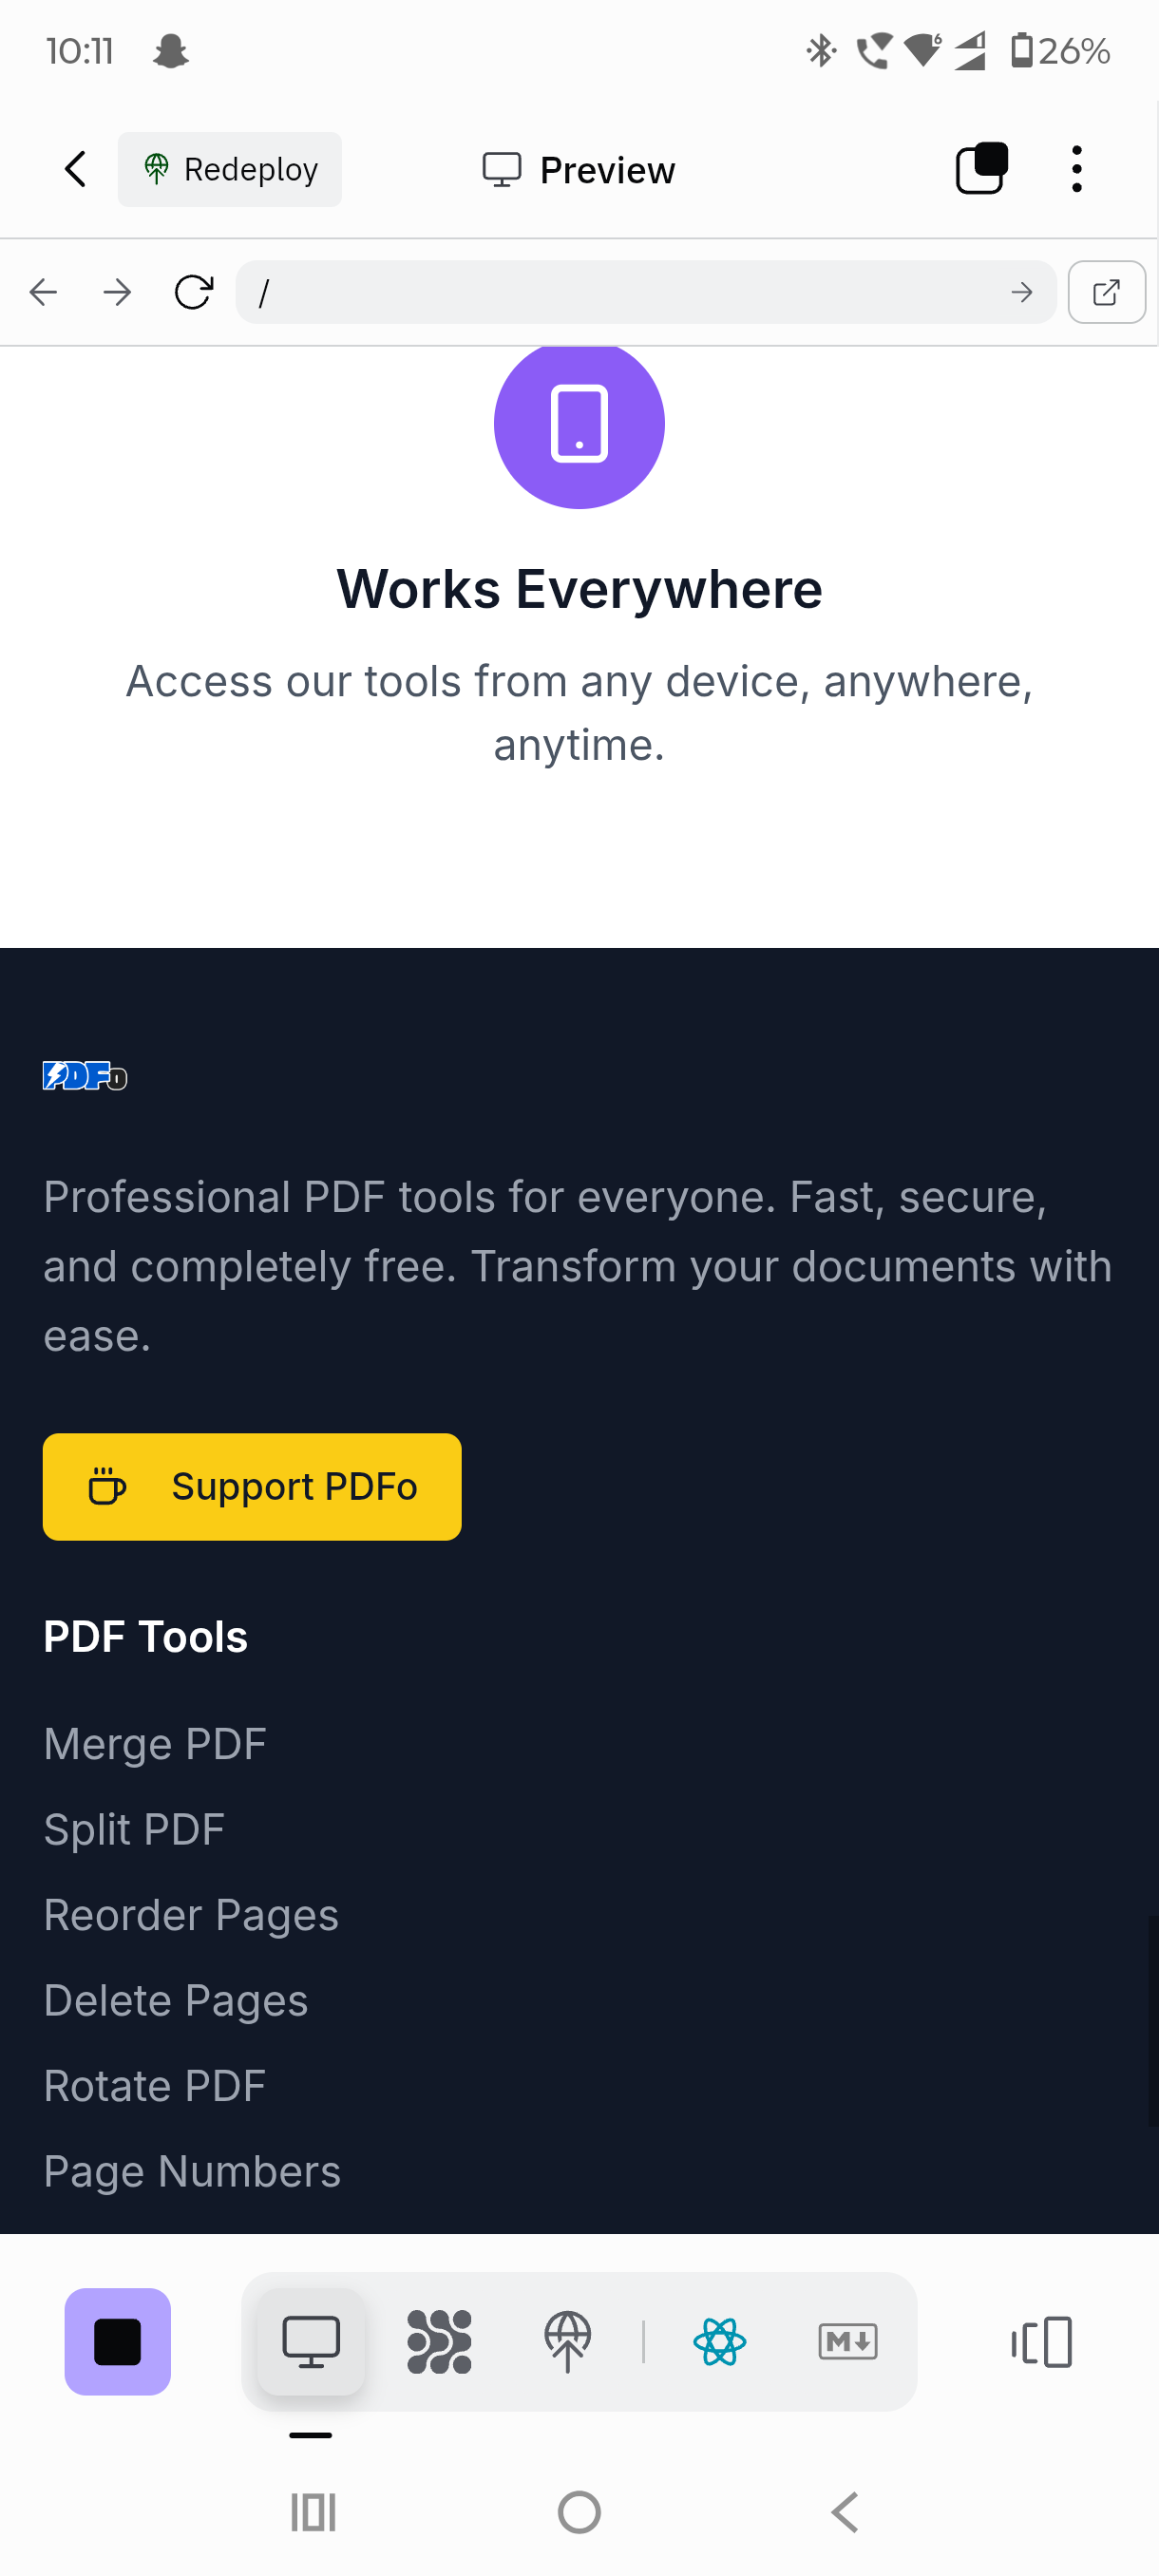 10:11
6
26%
Redeploy
Preview
/
Works Everywhere
Access our tools from any device, anywhere,
anytime.
PDFo
Professional PDF tools for everyone. Fast, secure,
and completely free. Transform your documents with
ease.
Support PDFo
PDF Tools
Merge PDF
Split PDF
Reorder Pages
Delete Pages
Rotate PDF
Page Numbers
M